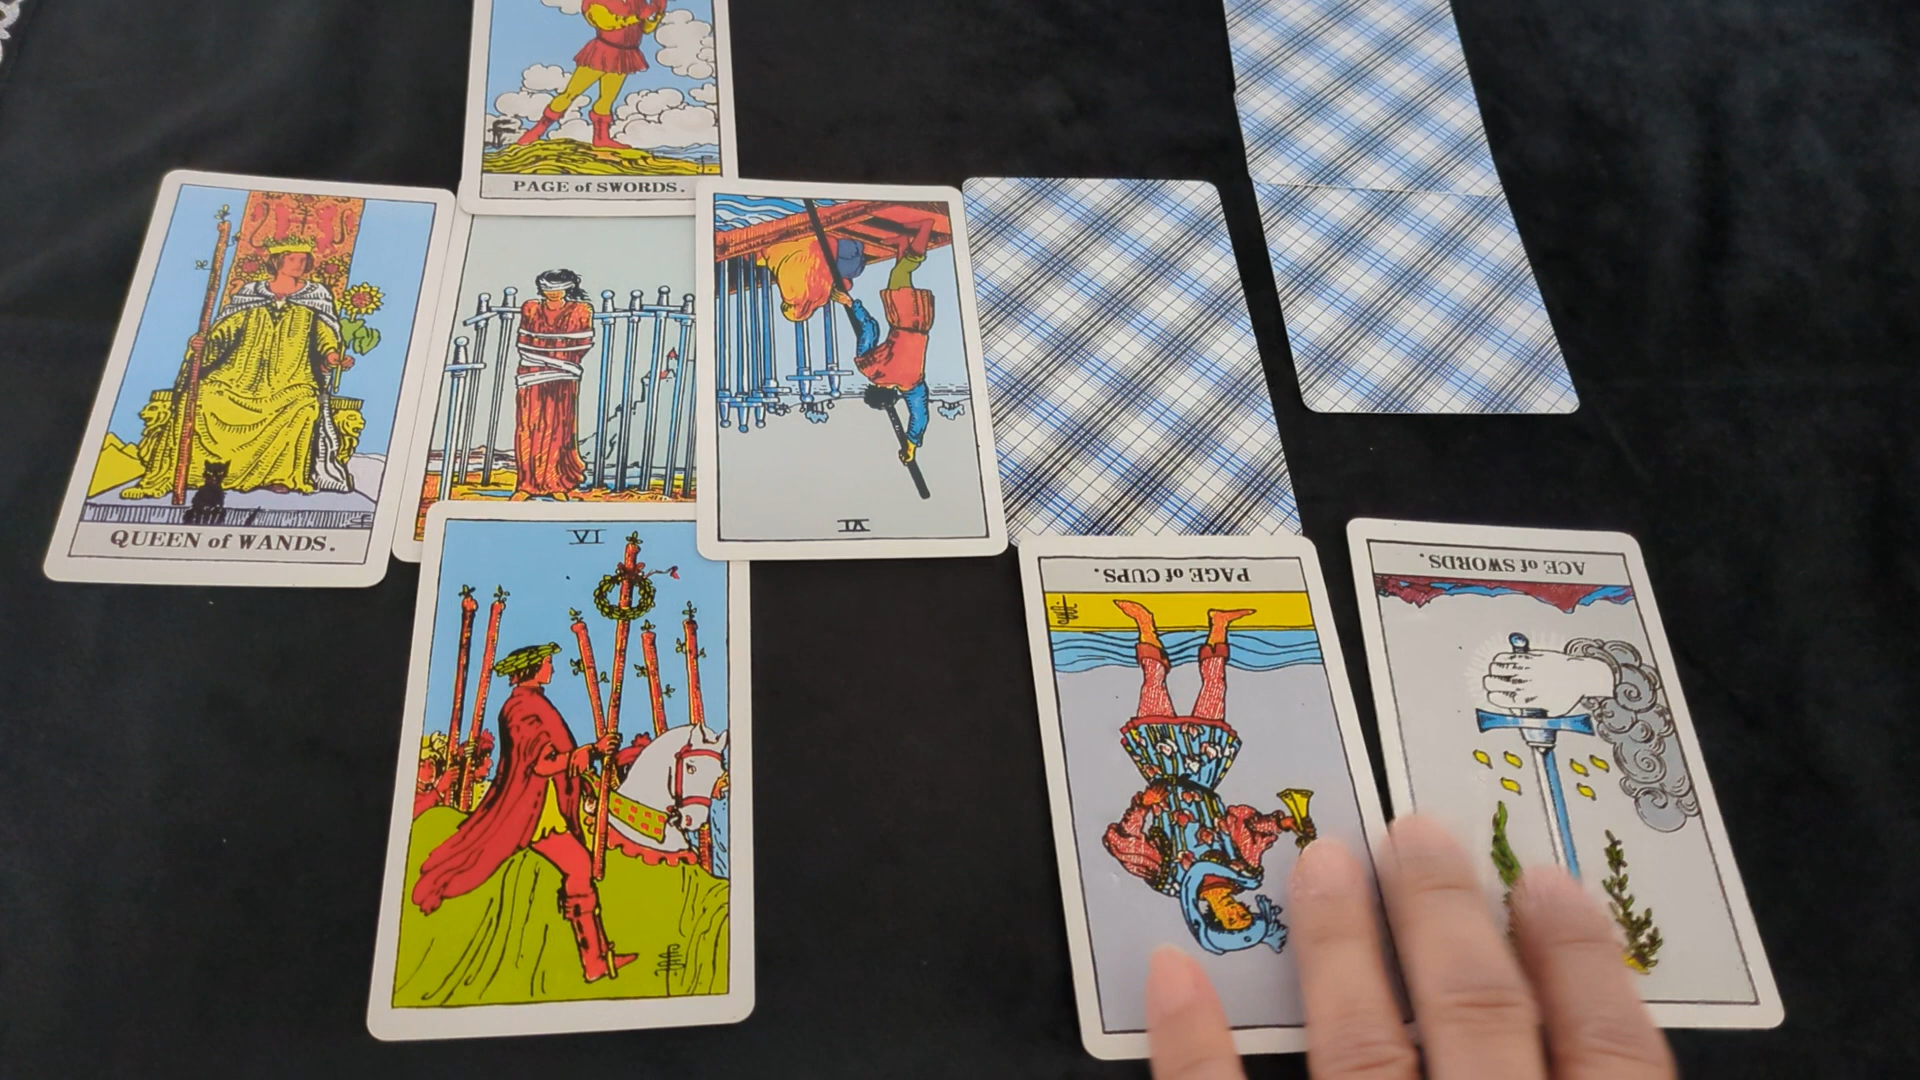 PAGE of SWORDS.
QUEEN of WANDS.
VI
VI
PAGE of CUPS.
ACE of SWORDS.